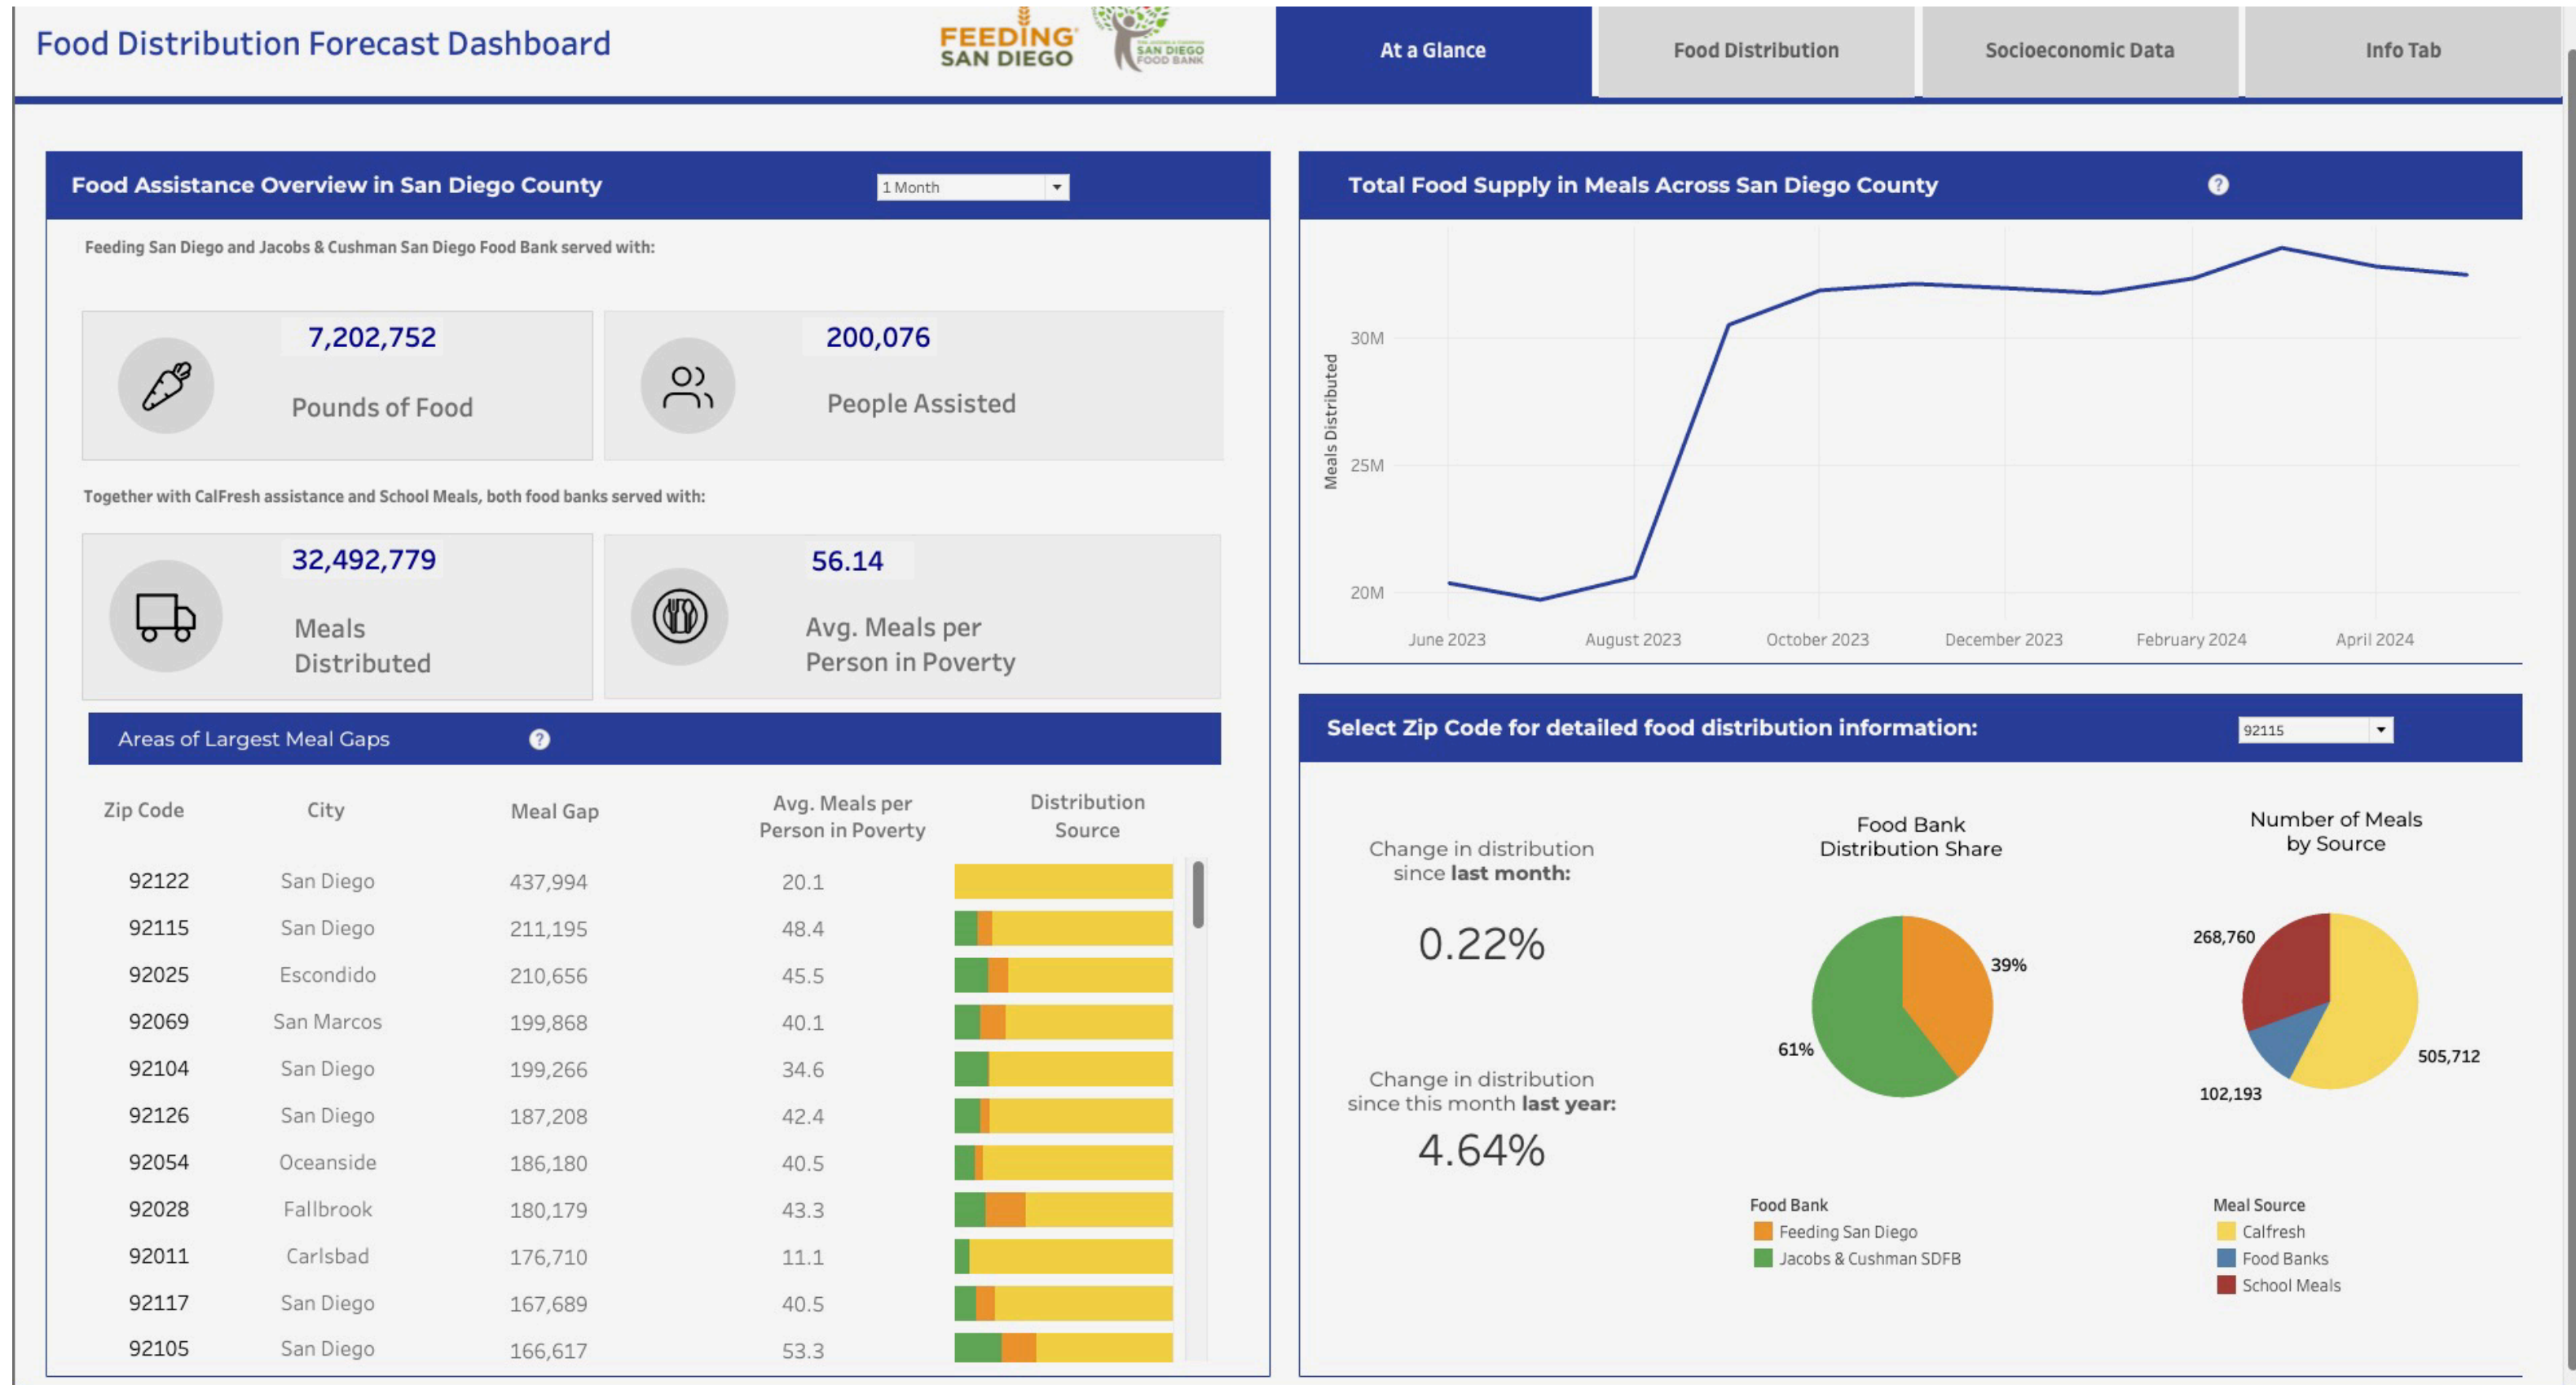 Food Distribution Forecast Dashboard
FEEDING
SAN DIEGO
SAN DIEGO
FOOD BANK
At a Glance
Food Distribution
Socioeconomic Data
Info Tab
Food Assistance Overview in San Diego County
1 Month
Feeding San Diego and Jacobs & Cushman San Diego Food Bank served with:
7,202,752
Pounds of Food
200,076
People Assisted
Together with CalFresh assistance and School Meals, both food banks served with:
32,492,779
Meals
Distributed
56.14
Avg. Meals per
Person in Poverty
Areas of Largest Meal Gaps ?
Zip Code City Meal Gap Avg. Meals per Person in Poverty Distribution Source
92122 San Diego 437,994 20.1
92115 San Diego 211,195 48.4
92025 Escondido 210,656 45.5
92069 San Marcos 199,868 40.1
92104 San Diego 199,266 34.6
92126 San Diego 187,208 42.4
92054 Oceanside 186,180 40.5
92028 Fallbrook 180,179 43.3
92011 Carlsbad 176,710 11.1
92117 San Diego 167,689 40.5
92105 San Diego 166,617 53.3
Total Food Supply in Meals Across San Diego County ?
Meals Distributed
30M
25M
20M
June 2023 August 2023 October 2023 December 2023 February 2024 April 2024
Select Zip Code for detailed food distribution information:
92115
Change in distribution
since last month:
0.22%
Change in distribution
since this month last year:
4.64%
Food Bank
Distribution Share
39%
61%
Food Bank
Feeding San Diego
Jacobs & Cushman SDFB
Number of Meals
by Source
268,760
505,712
102,193
Meal Source
Calfresh
Food Banks
School Meals